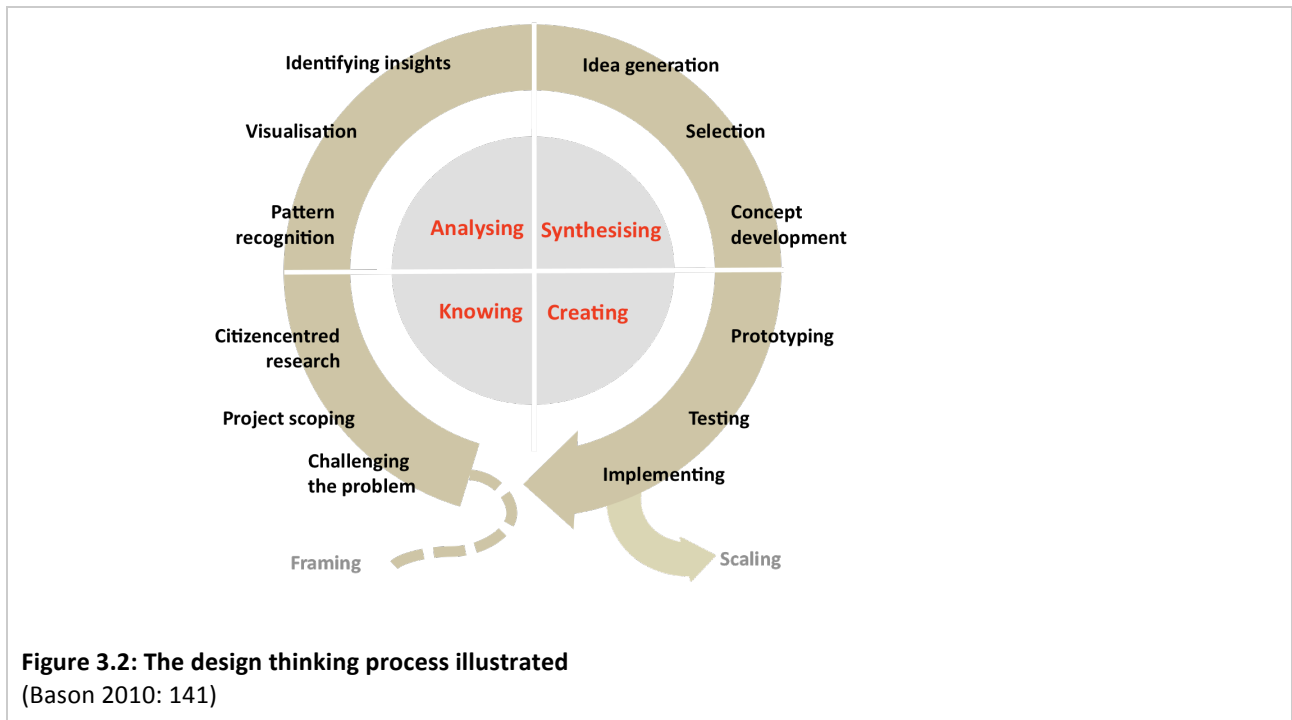 Identifying insights
Idea generation
Visualisation
Selection
Pattern
recognition
Concept
development
Analysing
Synthesising
Knowing
Creating
Citizencentred
research
Prototyping
Project scoping
Testing
Challenging
the problem
Implementing
Framing
Scaling
Figure 3.2: The design thinking process illustrated
(Bason 2010: 141)